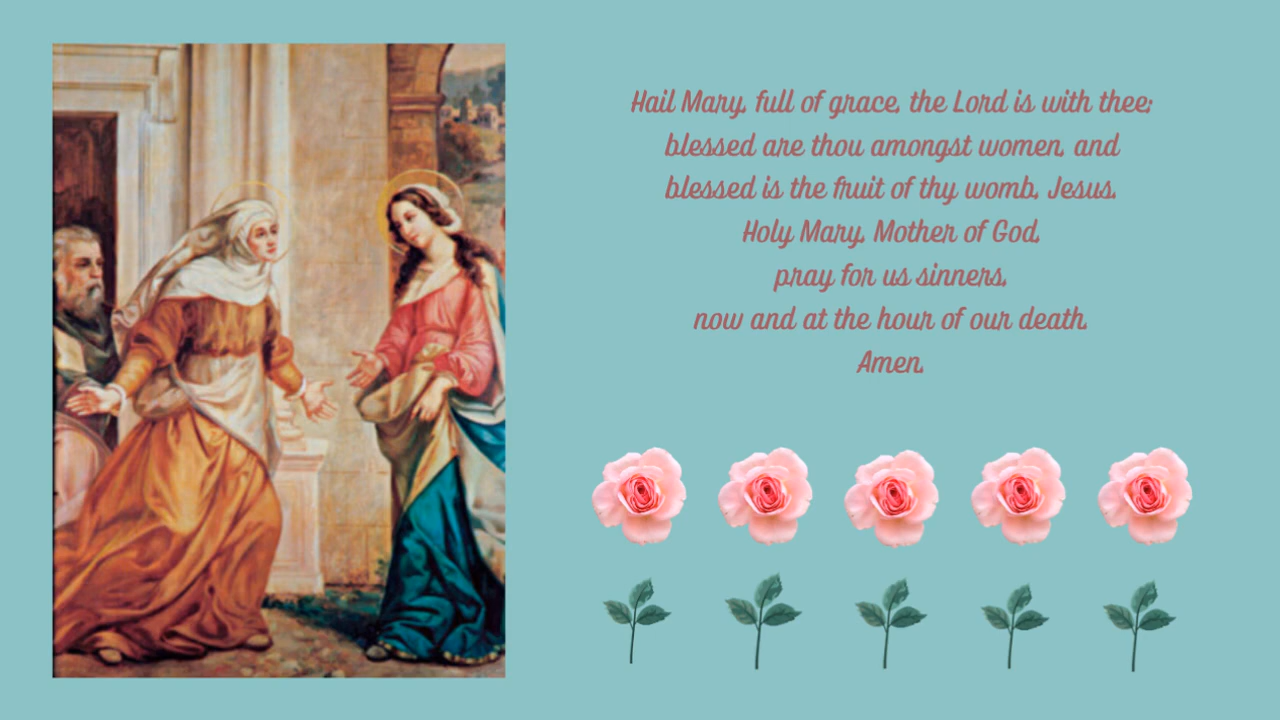 Hail Mary, full of grace, the Lord is with thee;
blessed are thou amongst women, and
blessed is the fruit of thy womb, Jesus.
Holy Mary, Mother of God,
pray for us sinners,
now and at the hour of our death.
Amen.